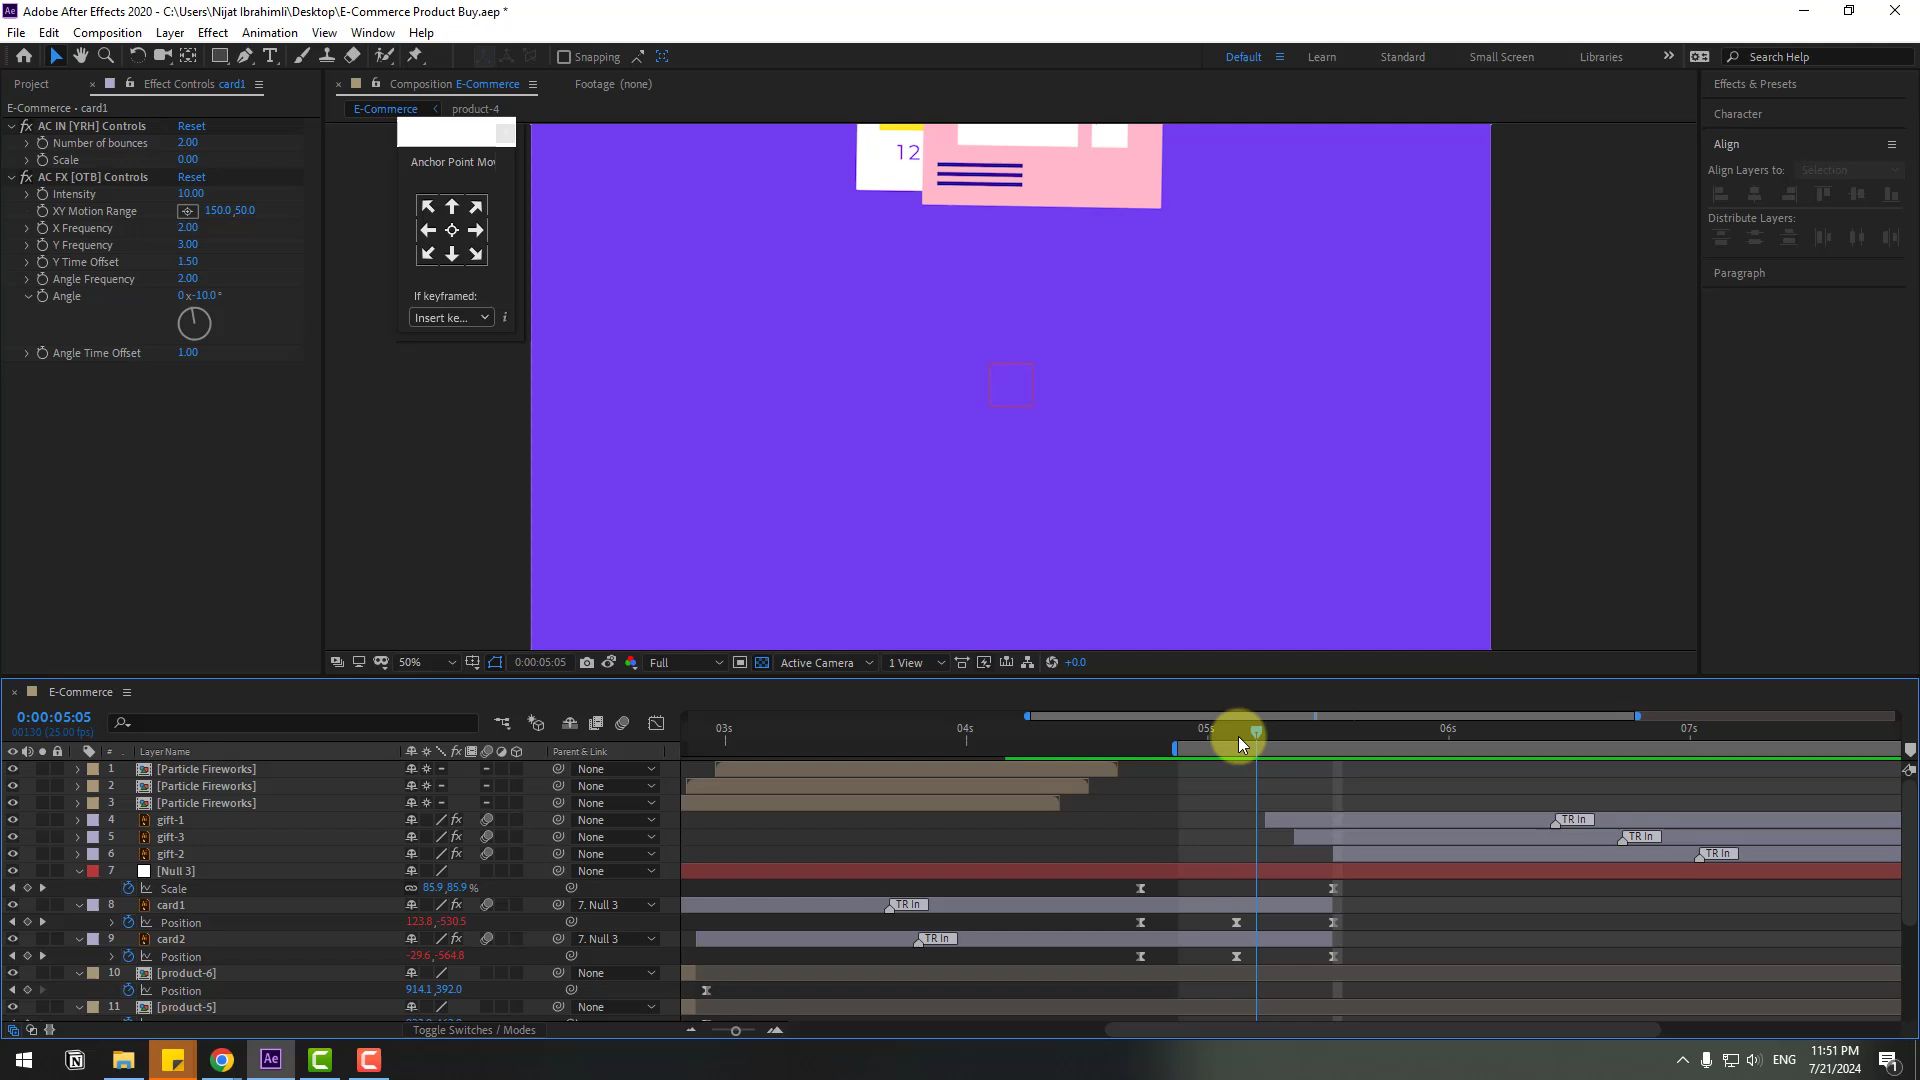 Adobe After Effects 2020 - C:\Users\Nijat Ibrahimli\Desktop\E-Commerce Product Buy.aep *
File Edit Composition Layer Effect Animation View Window Help
Snapping Default Learn Standard Small Screen Libraries Search Help
Project Effect Controls card1 Composition E-Commerce Footage (none) Effects & Presets
E-Commerce • card1
E-Commerce product-4
Character
AC IN [YRH] Controls Reset
Number of bounces 2.00
Align
Scale 0.00
12
Anchor Point Mov
Align Layers to: Selection
AC FX [OTB] Controls Reset
Intensity 10.00
XY Motion Range 150.0,50.0
Distribute Layers:
X Frequency 2.00
Y Frequency 3.00
Y Time Offset 1.50
Paragraph
Angle Frequency 2.00
Angle 0x-10.0°
If keyframed:
Insert ke... i
Angle Time Offset 1.00
50% 0:00:05:05 Full Active Camera 1 View +0.0
E-Commerce
0:00:05:05
00130 (25.00 fps)
03s 04s 05s 06s 07s
# Layer Name Parent & Link
1 [Particle Fireworks] None
2 [Particle Fireworks] None
3 [Particle Fireworks] None
4 gift-1 None TR In
5 gift-3 None TR In
6 gift-2 None TR In
7 [Null 3] None
Scale 85.9,85.9%
8 card1 7. Null 3 TR In
Position 123.8,-530.5
9 card2 7. Null 3 TR In
Position -29.6,-564.8
10 [product-6] None
Position 914.1,392.0
11 [product-5] None
Toggle Switches / Modes
ENG 11:51 PM
7/21/2024 1